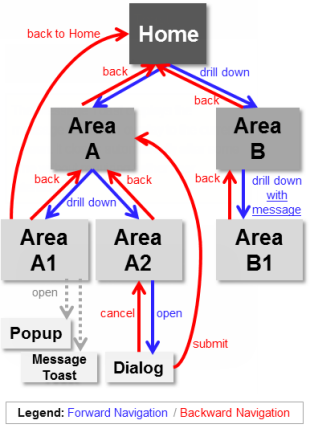 Home
back to Home
back
drill down
back
Area
A
Area
B
back
drill down
back
back
drill down
with
message
Area
A1
Area
A2
Area
B1
open
cancel
open
Popup
Message
Toast
Dialog
submit
Legend: Forward Navigation / Backward Navigation